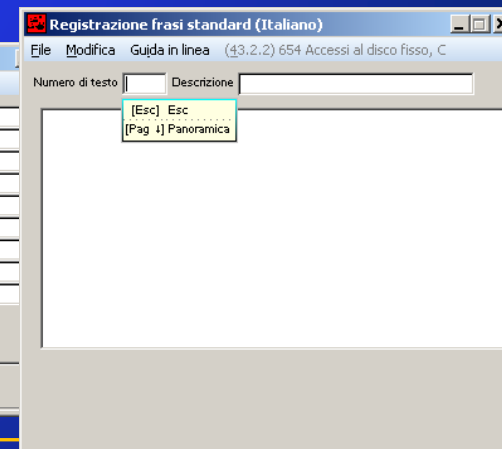 Registrazione frasi standard (Italiano)
File Modifica Guida in linea (43.2.2) 654 Accessi al disco fisso, C
Numero di testo Descrizione
[Esc] Esc
[Pag ↓] Panoramica